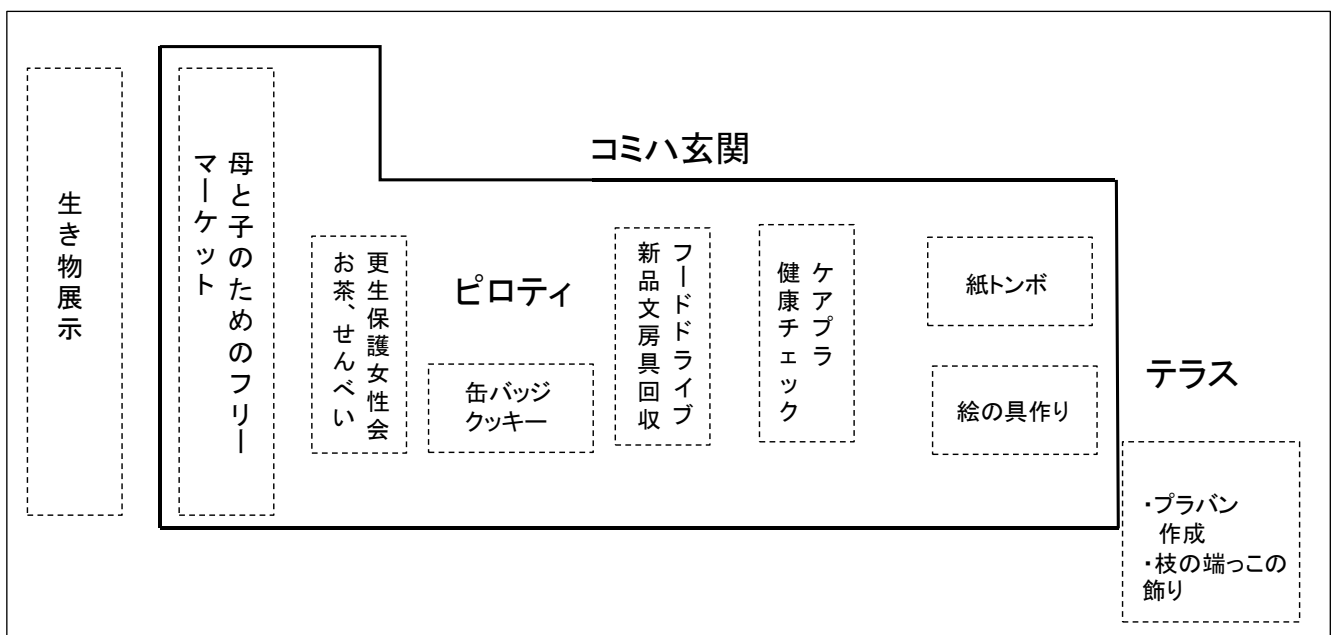 コミハ玄関
生き物展示
母と子のためのフリー
マーケット
更生保護女性会
お茶、せんべい
ピロティ
缶バッジ
クッキー
フードドライブ
新品文房具回収
ケアプラ
健康チェック
紙トンボ
絵の具作り
テラス
・プラバン
作成
・枝の端っこの
飾り